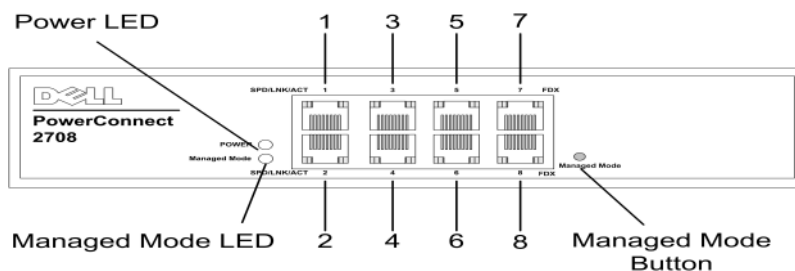 Power LED
1 3 5 7
SPD/LNK/ACT 1 3 5 7 FDX
DELL
PowerConnect
2708
POWER
Managed Mode
Managed Mode
SPD/LNK/ACT 2 4 6 8 FDX
Managed Mode LED
2 4 6 8
Managed Mode
Button